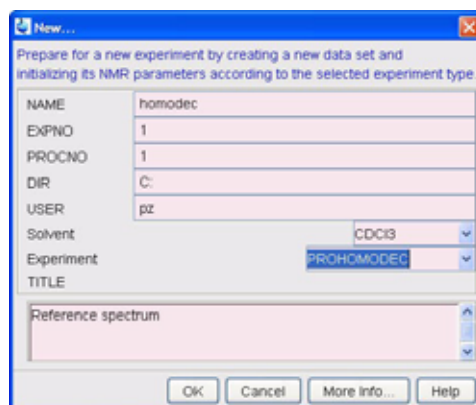 New...
Prepare for a new experiment by creating a new data set and
initializing its NMR parameters according to the selected experiment type.
NAME homodec
EXPNO 1
PROCNO 1
DIR C:
USER pz
Solvent CDCl3
Experiment PROHOMODEC
TITLE
Reference spectrum
OK Cancel More Info... Help